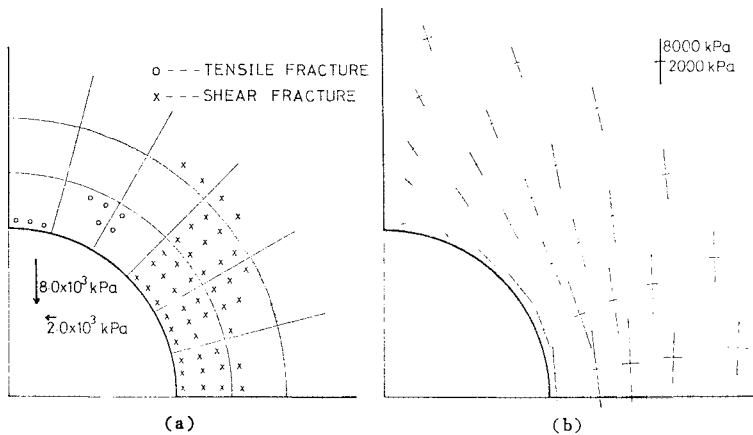 o --- TENSILE FRACTURE
x --- SHEAR FRACTURE
8.0x10³ kPa
2.0x10³ kPa
(a)
8000 kPa
2000 kPa
(b)